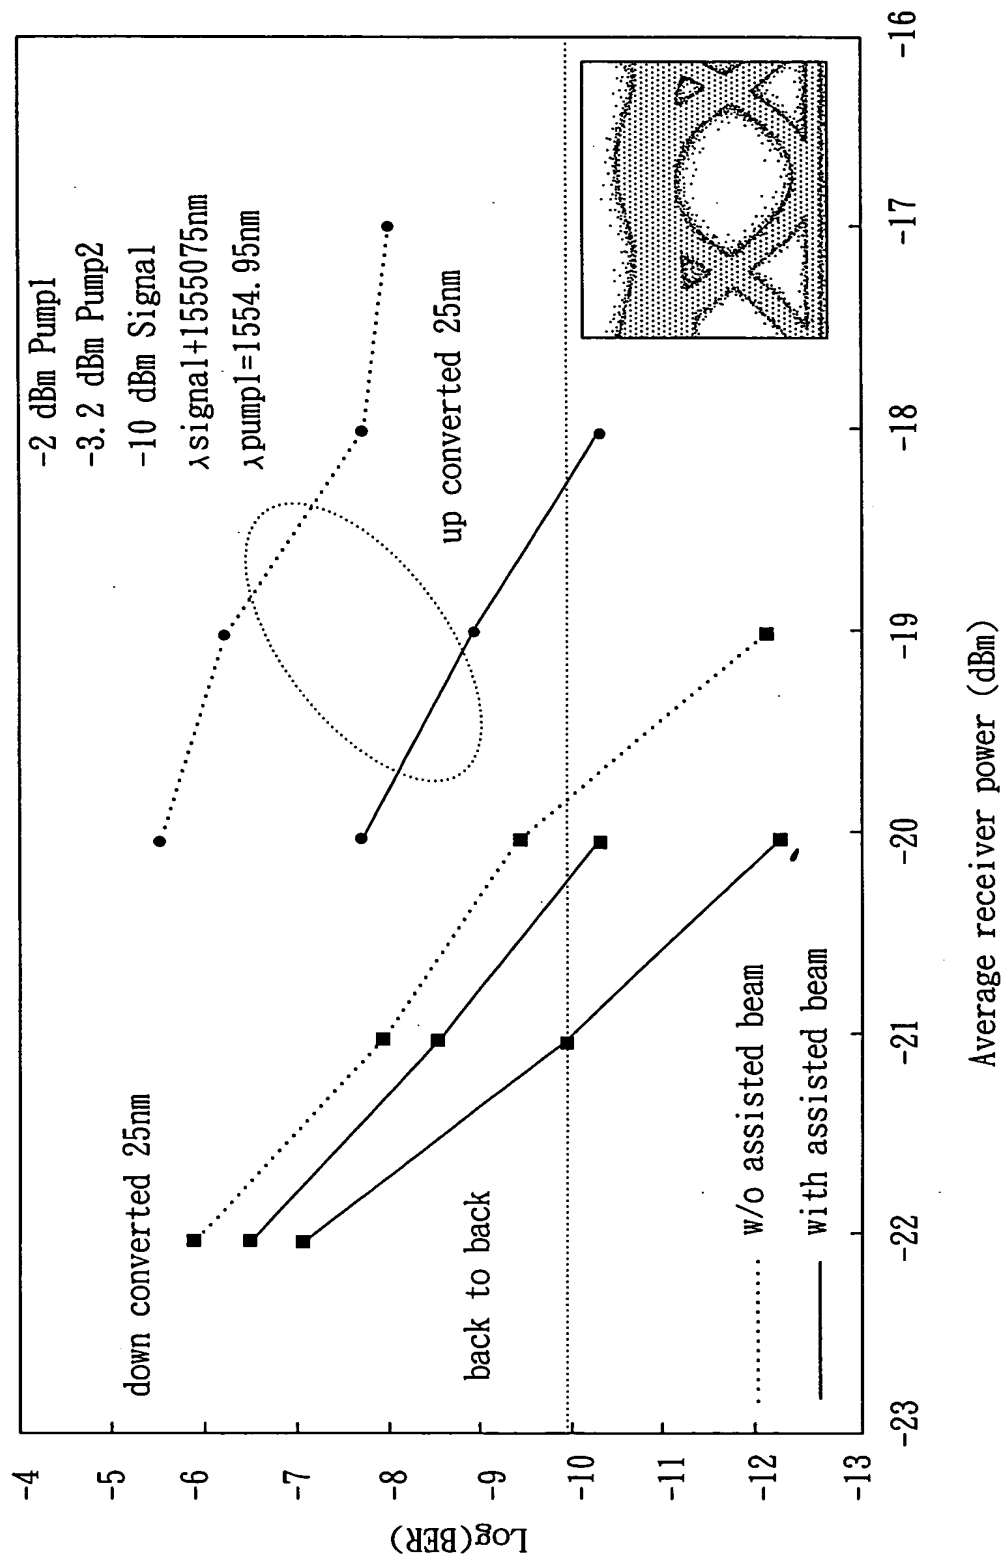 -2 dBm Pump1
-3.2 dBm Pump2
-10 dBm Signal
λsignal+1555075nm
λpump1=1554.95nm
down converted 25nm
up converted 25nm
back to back
w/o assisted beam
with assisted beam
Log(BER)
-4
-5
-6
-7
-8
-9
-10
-11
-12
-13
-23
-22
-21
-20
-19
-18
-17
-16
Average receiver power (dBm)